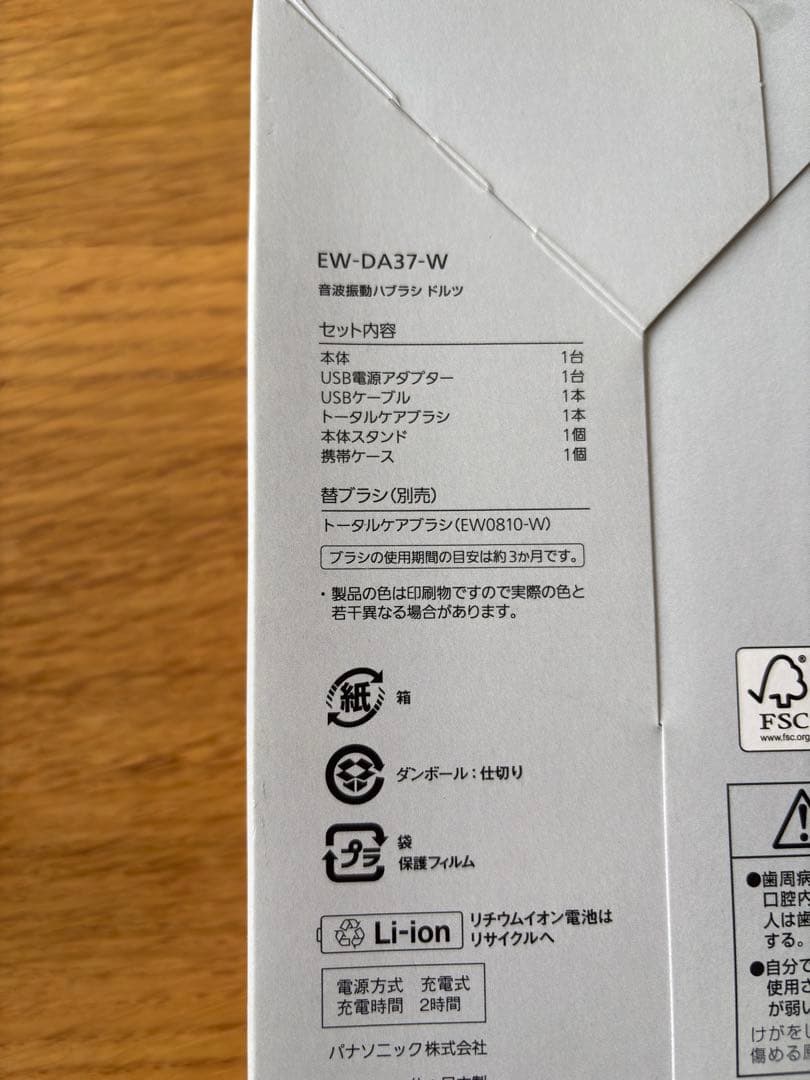 EW-DA37-W
音波振動ハブラシ ドルツ
セット内容
本体 1台
USB電源アダプター 1台
USBケーブル 1本
トータルケアブラシ 1本
本体スタンド 1個
携帯ケース 1個
替ブラシ(別売)
トータルケアブラシ(EW0810-W)
ブラシの使用期間の目安は約3か月です。
・製品の色は印刷物ですので実際の色と
若干異なる場合があります。
紙 箱
ダンボール:仕切り
プラ 袋
保護フィルム
Li-ion リチウムイオン電池は
リサイクルへ
電源方式 充電式
充電時間 2時間
パナソニック株式会社
FSC
www.fsc.org
●歯周病
口腔内
人は歯
する。
●自分で
使用さ
が弱い
けがをし
傷める原